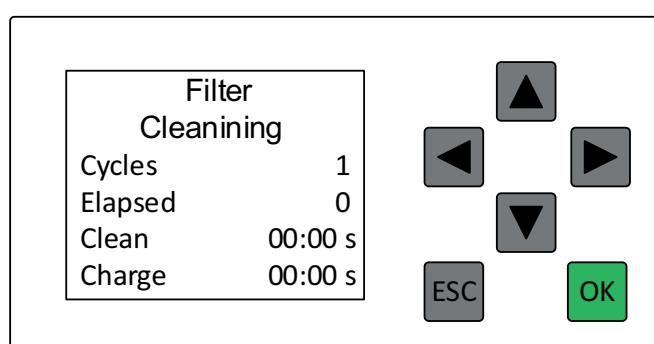 Filter
Cleanining
Cycles 1
Elapsed 0
Clean 00:00 s
Charge 00:00 s
ESC
OK